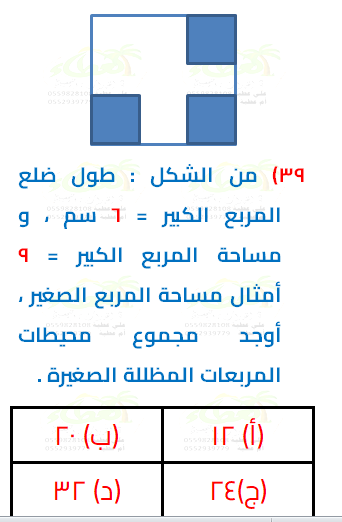 ٣٩) من الشكل : طول ضلع
المربع الكبير = ٦ سم ، و
مساحة المربع الكبير = ٩
أمثال مساحة المربع الصغير ،
أوجد مجموع محيطات
المربعات المظللة الصغيرة .
(أ) ١٢
(ب) ٢٠
(ج)٢٤
(د) ٣٢